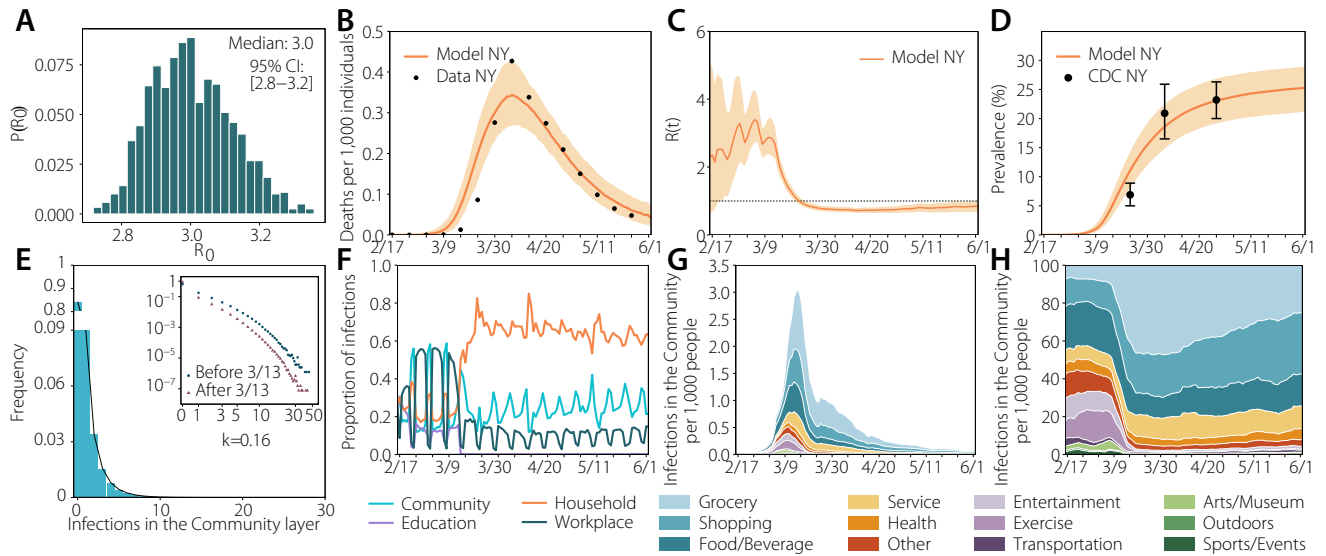 A
Median: 3.0
95% CI:
[2.8−3.2]
P(R0)
0.075
0.050
0.025
0.000
2.8
3.0
3.2
R0
B
Model NY
Data NY
Deaths per 1,000 individuals
0.5
0.4
0.3
0.2
0.1
0.0
2/17
3/9
3/30
4/20
5/11
6/1
C
Model NY
R(t)
6
4
2
0
2/17
3/9
3/30
4/20
5/11
6/1
D
Model NY
CDC NY
Prevalence (%)
30
25
20
15
10
5
0
2/17
3/9
3/30
4/20
5/11
6/1
E
Frequency
1
0.9
0.8
0.09
0.06
0.03
0
0
10
20
30
Infections in the Community layer
1
10−1
10−3
10−5
10−7
Before 3/13
After 3/13
0
1
3
5
10
30
50
k=0.16
F
Proportion of infections
1.0
0.8
0.6
0.4
0.2
0.0
2/17
3/9
3/30
4/20
5/11
6/1
Community
Household
Education
Workplace
G
Infections in the Community
per 1,000 people
3.5
3.0
2.5
2.0
1.5
1.0
0.5
0.0
2/17
3/9
3/30
4/20
5/11
6/1
H
Infections in the Community
per 1,000 people
100
80
60
40
20
0
2/17
3/9
3/30
4/20
5/11
6/1
Grocery
Service
Entertainment
Arts/Museum
Shopping
Health
Exercise
Outdoors
Food/Beverage
Other
Transportation
Sports/Events